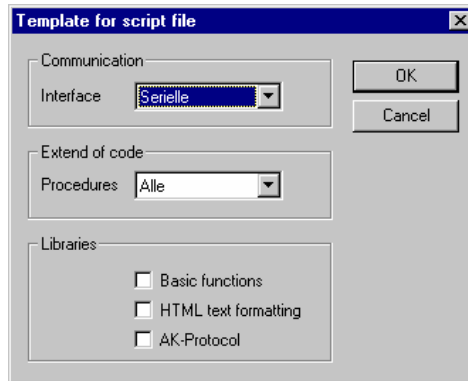 Template for script file
Communication
Interface Serielle
OK
Cancel
Extend of code
Procedures Alle
Libraries
Basic functions
HTML text formatting
AK-Protocol